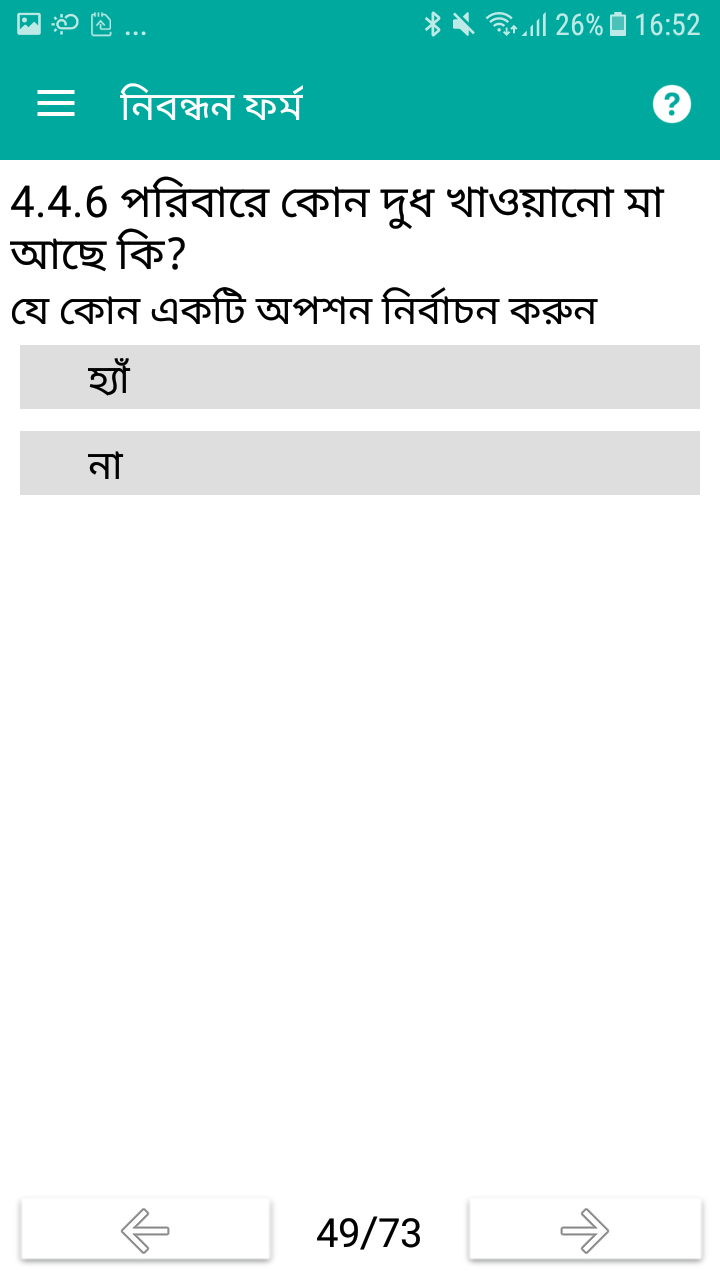 ... 26% 16:52
নিবন্ধন ফর্ম ?
4.4.6 পরিবারে কোন দুধ খাওয়ানো মা
আছে কি?
যে কোন একটি অপশন নির্বাচন করুন
হ্যাঁ
না
49/73